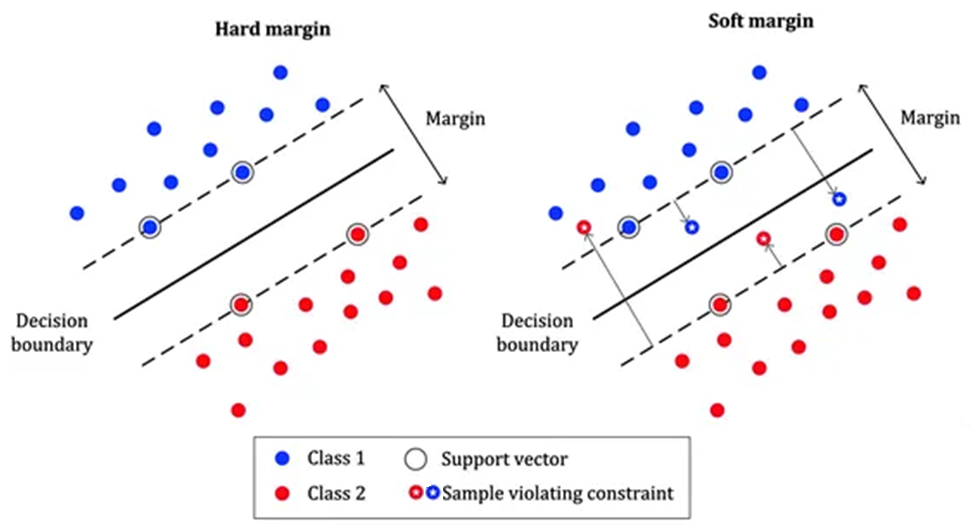 Hard margin
Soft margin
Margin
Margin
Decision
boundary
Decision
boundary
Class 1
Support vector
Class 2
Sample violating constraint